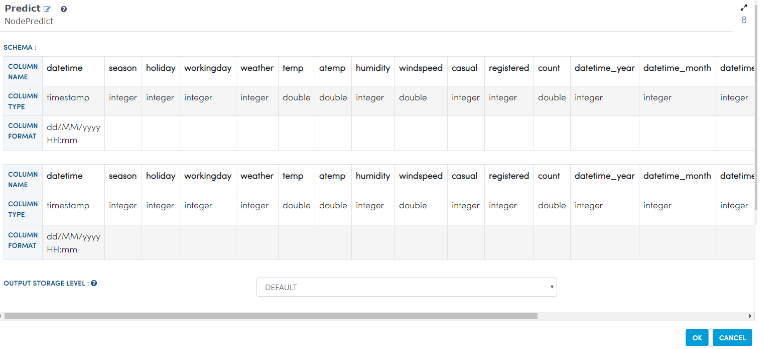 Predict
NodePredict
8
SCHEMA :
COLUMN NAME datetime season holiday workingday weather temp atemp humidity windspeed casual registered count datetime_year datetime_month datetime
COLUMN TYPE timestamp integer integer integer integer double double integer double integer integer double integer integer integer
COLUMN FORMAT dd/MM/yyyy HH:mm
COLUMN NAME datetime season holiday workingday weather temp atemp humidity windspeed casual registered count datetime_year datetime_month datetime
COLUMN TYPE timestamp integer integer integer integer double double integer double integer integer double integer integer integer
COLUMN FORMAT dd/MM/yyyy HH:mm
OUTPUT STORAGE LEVEL :
DEFAULT
OK CANCEL